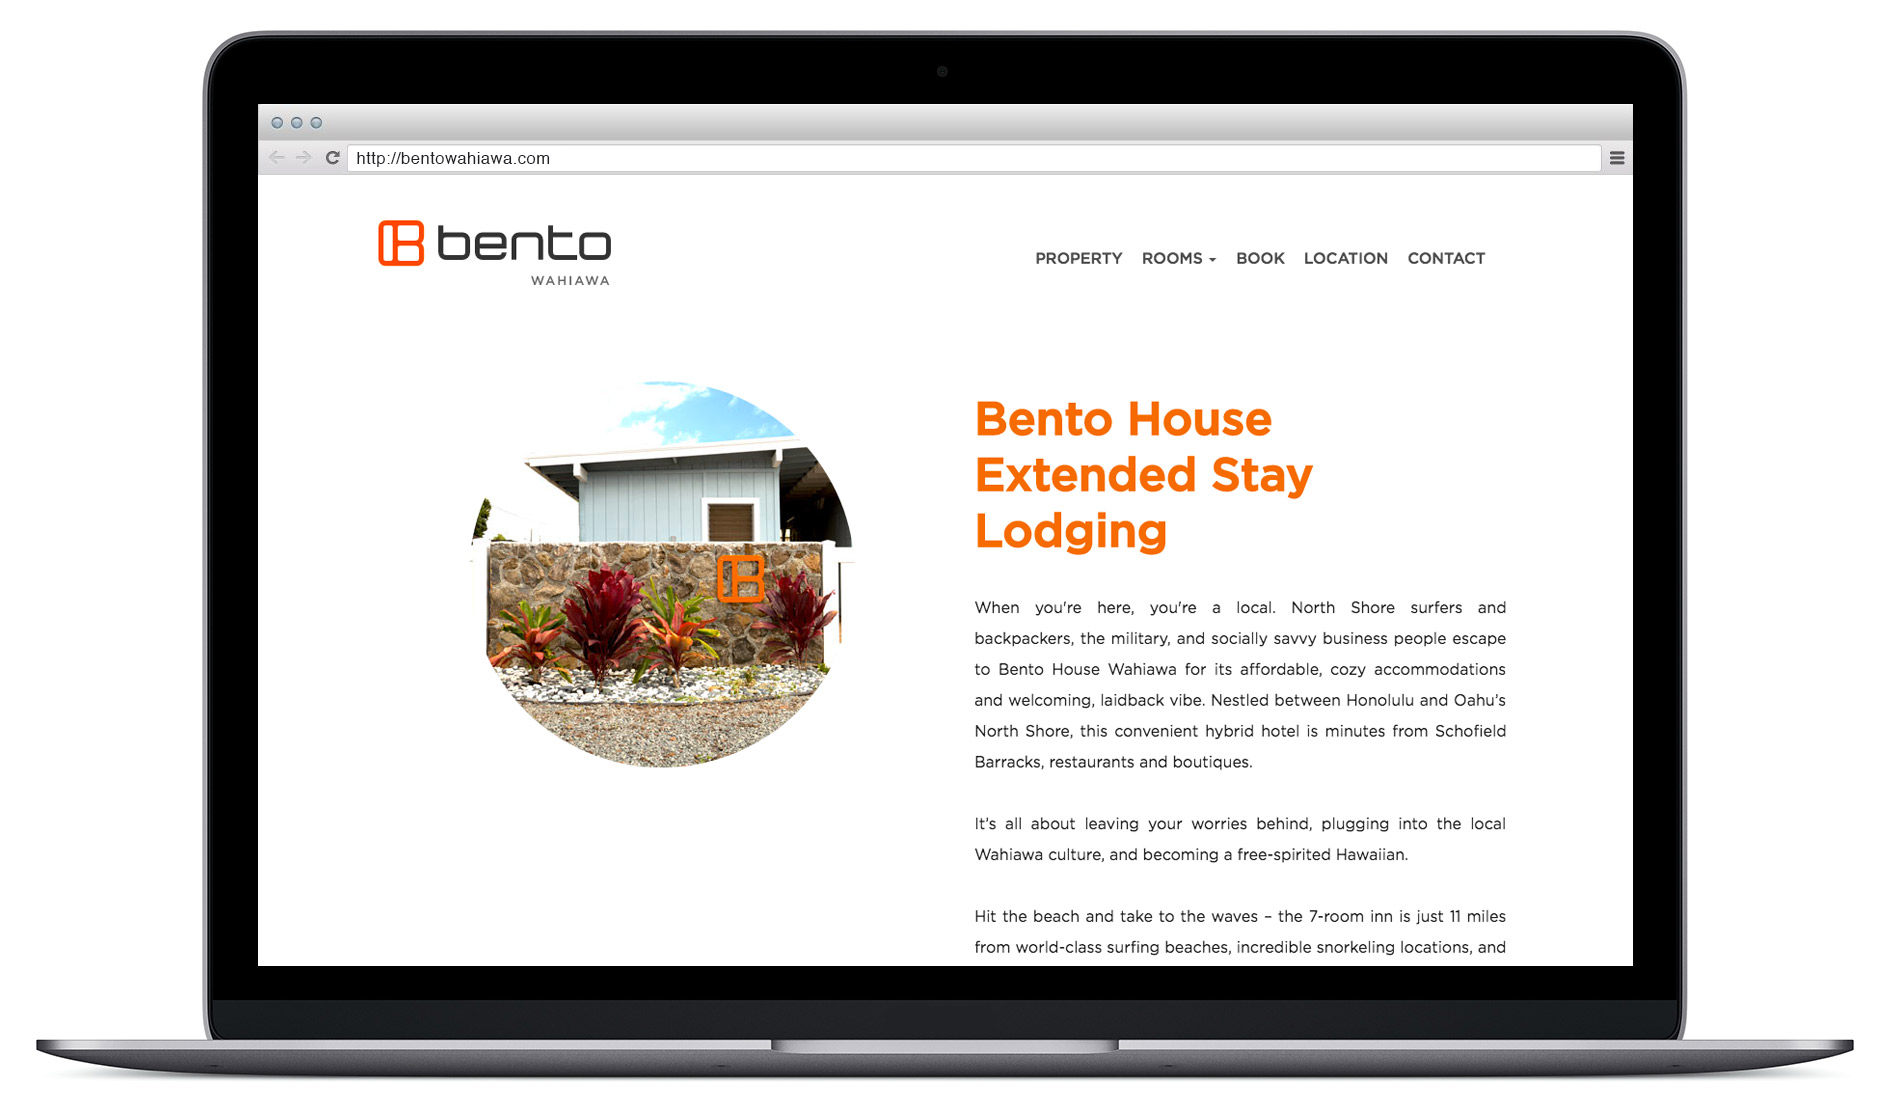 http://bentowahiawa.com
bento
WAHIAWA
PROPERTY ROOMS BOOK LOCATION CONTACT
Bento House
Extended Stay
Lodging
When you're here, you're a local. North Shore surfers and
backpackers, the military, and socially savvy business people escape
to Bento House Wahiawa for its affordable, cozy accommodations
and welcoming, laidback vibe. Nestled between Honolulu and Oahu’s
North Shore, this convenient hybrid hotel is minutes from Schofield
Barracks, restaurants and boutiques.
It’s all about leaving your worries behind, plugging into the local
Wahiawa culture, and becoming a free-spirited Hawaiian.
Hit the beach and take to the waves – the 7-room inn is just 11 miles
from world-class surfing beaches, incredible snorkeling locations, and